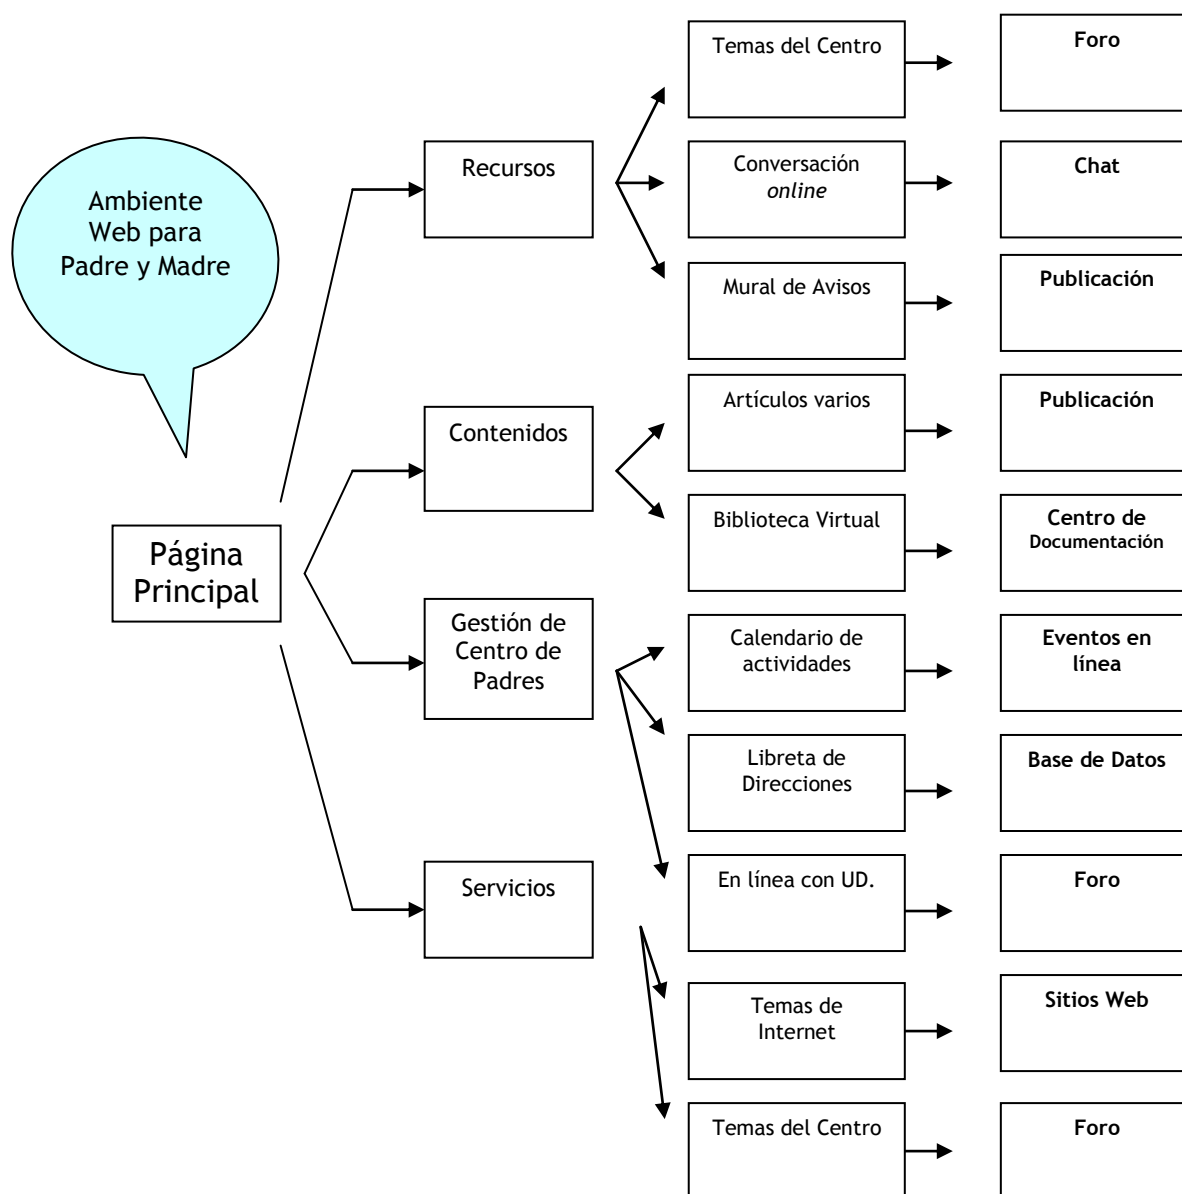 Ambiente
Web para
Padre y Madre
Página
Principal
Recursos
Contenidos
Gestión de
Centro de
Padres
Servicios
Temas del Centro
Foro
Conversación
online
Chat
Mural de Avisos
Publicación
Artículos varios
Publicación
Biblioteca Virtual
Centro de
Documentación
Calendario de
actividades
Eventos en
línea
Libreta de
Direcciones
Base de Datos
En línea con UD.
Foro
Temas de
Internet
Sitios Web
Temas del Centro
Foro